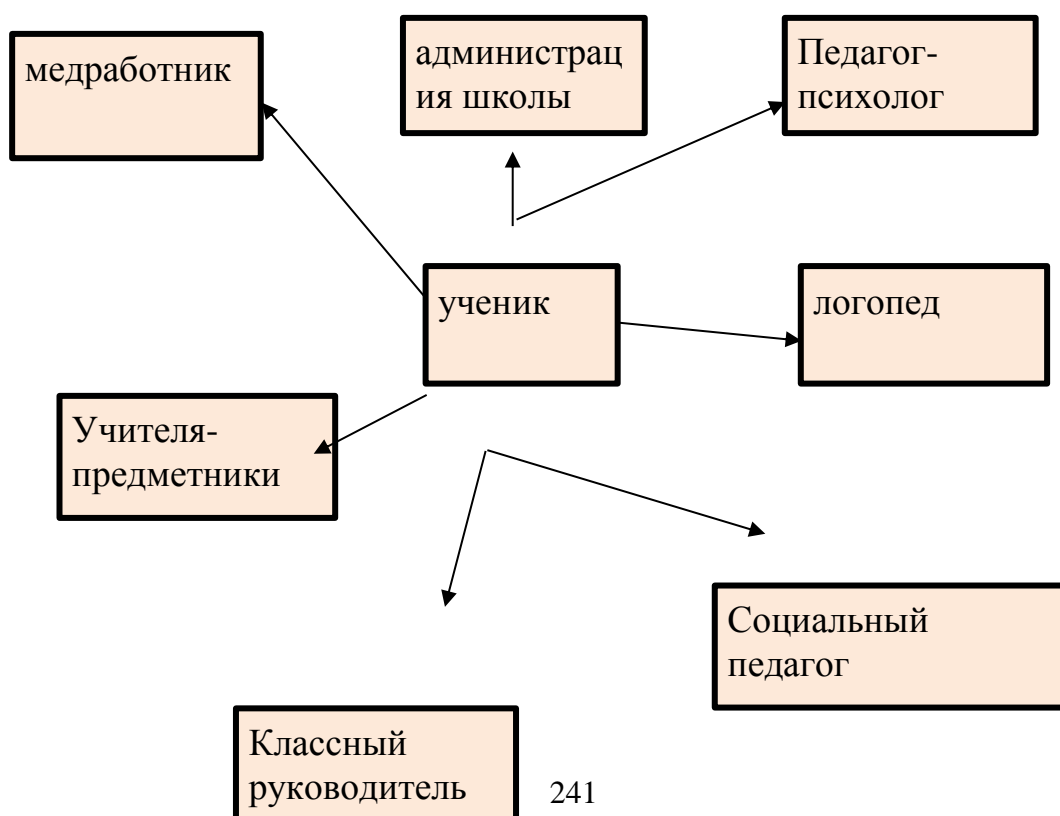 медработник
администрац
ия школы
Педагог-
психолог
ученик
логопед
Учителя-
предметники
Социальный
педагог
Классный
руководитель
241